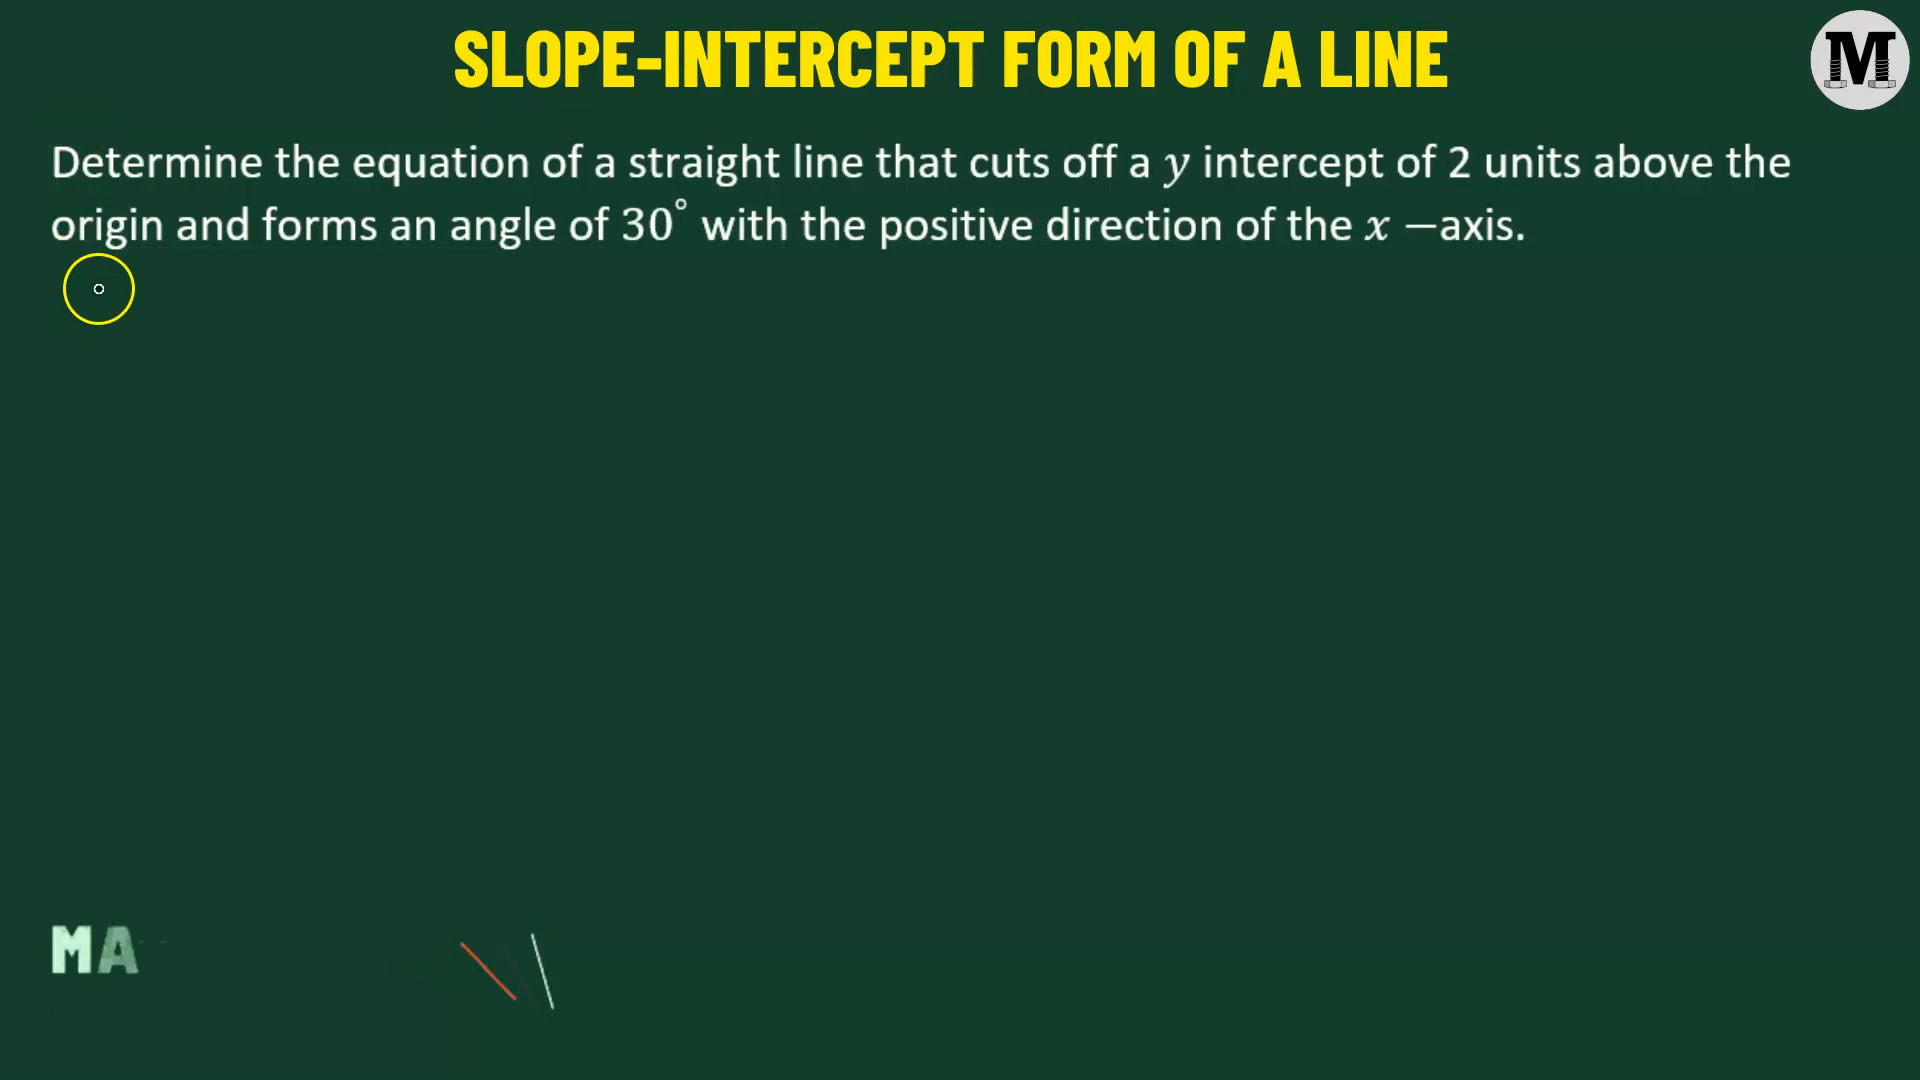 SLOPE-INTERCEPT FORM OF A LINE
M
Determine the equation of a straight line that cuts off a y intercept of 2 units above the
origin and forms an angle of 30° with the positive direction of the x −axis.
MA